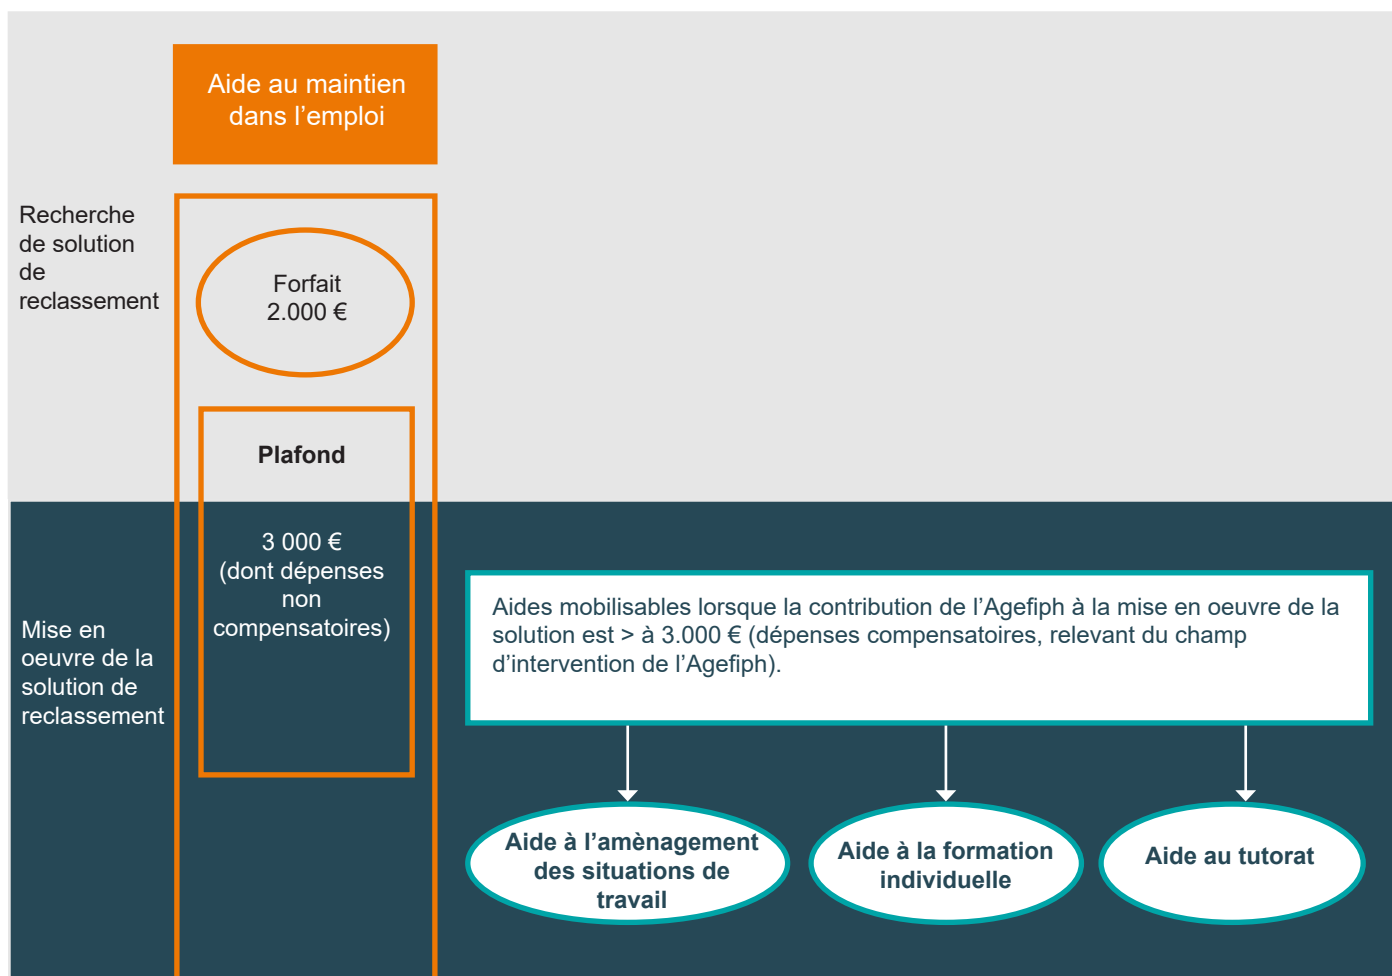 Aide au maintien
dans l’emploi
Recherche
de solution
de
reclassement
Forfait
2.000 €
Plafond
3 000 €
(dont dépenses
non
compensatoires)
Mise en
oeuvre de la
solution de
reclassement
Aides mobilisables lorsque la contribution de l’Agefiph à la mise en oeuvre de la
solution est > à 3.000 € (dépenses compensatoires, relevant du champ
d’intervention de l’Agefiph).
Aide à l’amènagement
des situations de
travail
Aide à la formation
individuelle
Aide au tutorat